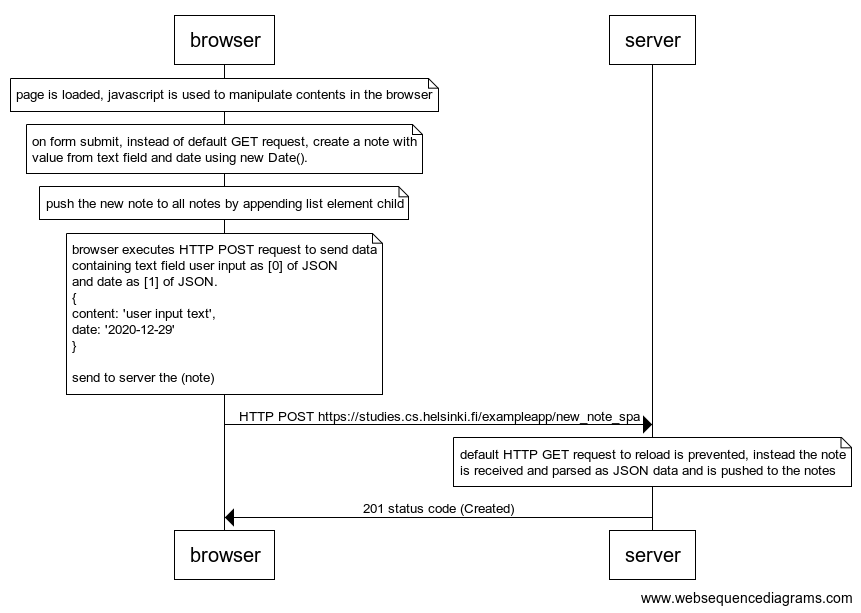 browser
server
page is loaded, javascript is used to manipulate contents in the browser
on form submit, instead of default GET request, create a note with
value from text field and date using new Date().
push the new note to all notes by appending list element child
browser executes HTTP POST request to send data
containing text field user input as [0] of JSON
and date as [1] of JSON.
{
content: 'user input text',
date: '2020-12-29'
}
send to server the (note)
HTTP POST https://studies.cs.helsinki.fi/exampleapp/new_note_spa
default HTTP GET request to reload is prevented, instead the note
is received and parsed as JSON data and is pushed to the notes
201 status code (Created)
browser
server
www.websequencediagrams.com